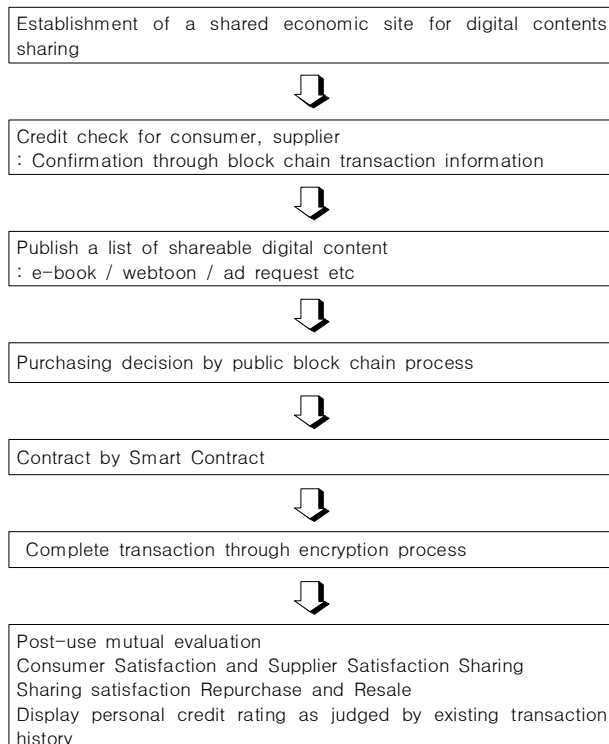 Establishment of a shared economic site for digital contents
sharing
Credit check for consumer, supplier
: Confirmation through block chain transaction information
Publish a list of shareable digital content
: e-book / webtoon / ad request etc
Purchasing decision by public block chain process
Contract by Smart Contract
Complete transaction through encryption process
Post-use mutual evaluation
Consumer Satisfaction and Supplier Satisfaction Sharing
Sharing satisfaction Repurchase and Resale
Display personal credit rating as judged by existing transaction
history